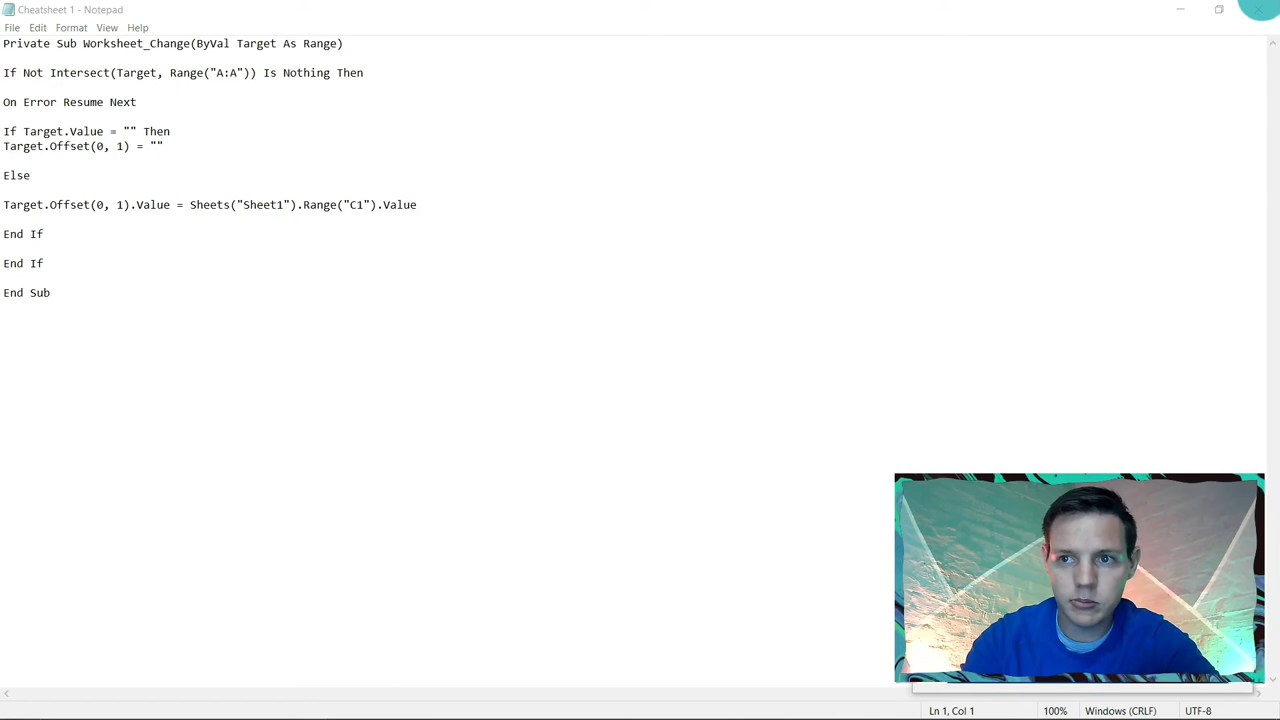 Cheatsheet 1 - Notepad
File Edit Format View Help
Private Sub Worksheet_Change(ByVal Target As Range)
If Not Intersect(Target, Range("A:A")) Is Nothing Then
On Error Resume Next
If Target.Value = "" Then
Target.Offset(0, 1) = ""
Else
Target.Offset(0, 1).Value = Sheets("Sheet1").Range("C1").Value
End If
End If
End Sub
Ln 1, Col 1 100% Windows (CRLF) UTF-8